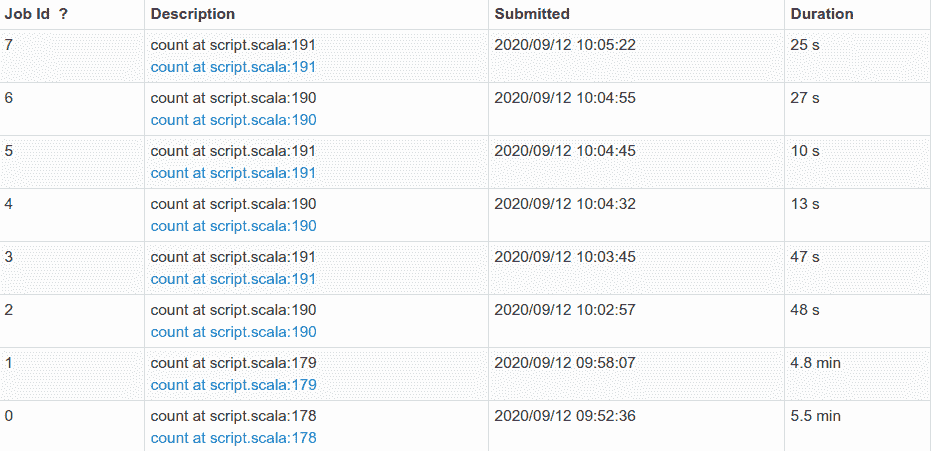 Job Id ? Description Submitted Duration
7 count at script.scala:191 2020/09/12 10:05:22 25 s
count at script.scala:191
6 count at script.scala:190 2020/09/12 10:04:55 27 s
count at script.scala:190
5 count at script.scala:191 2020/09/12 10:04:45 10 s
count at script.scala:191
4 count at script.scala:190 2020/09/12 10:04:32 13 s
count at script.scala:190
3 count at script.scala:191 2020/09/12 10:03:45 47 s
count at script.scala:191
2 count at script.scala:190 2020/09/12 10:02:57 48 s
count at script.scala:190
1 count at script.scala:179 2020/09/12 09:58:07 4.8 min
count at script.scala:179
0 count at script.scala:178 2020/09/12 09:52:36 5.5 min
count at script.scala:178